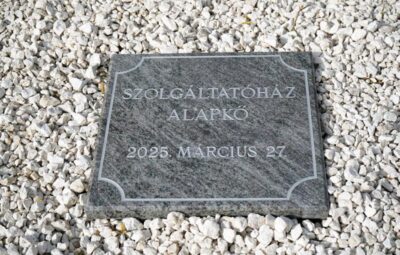 SZOLGÁLTATÓHÁZ
ALAPKŐ
2025. MÁRCIUS 27.